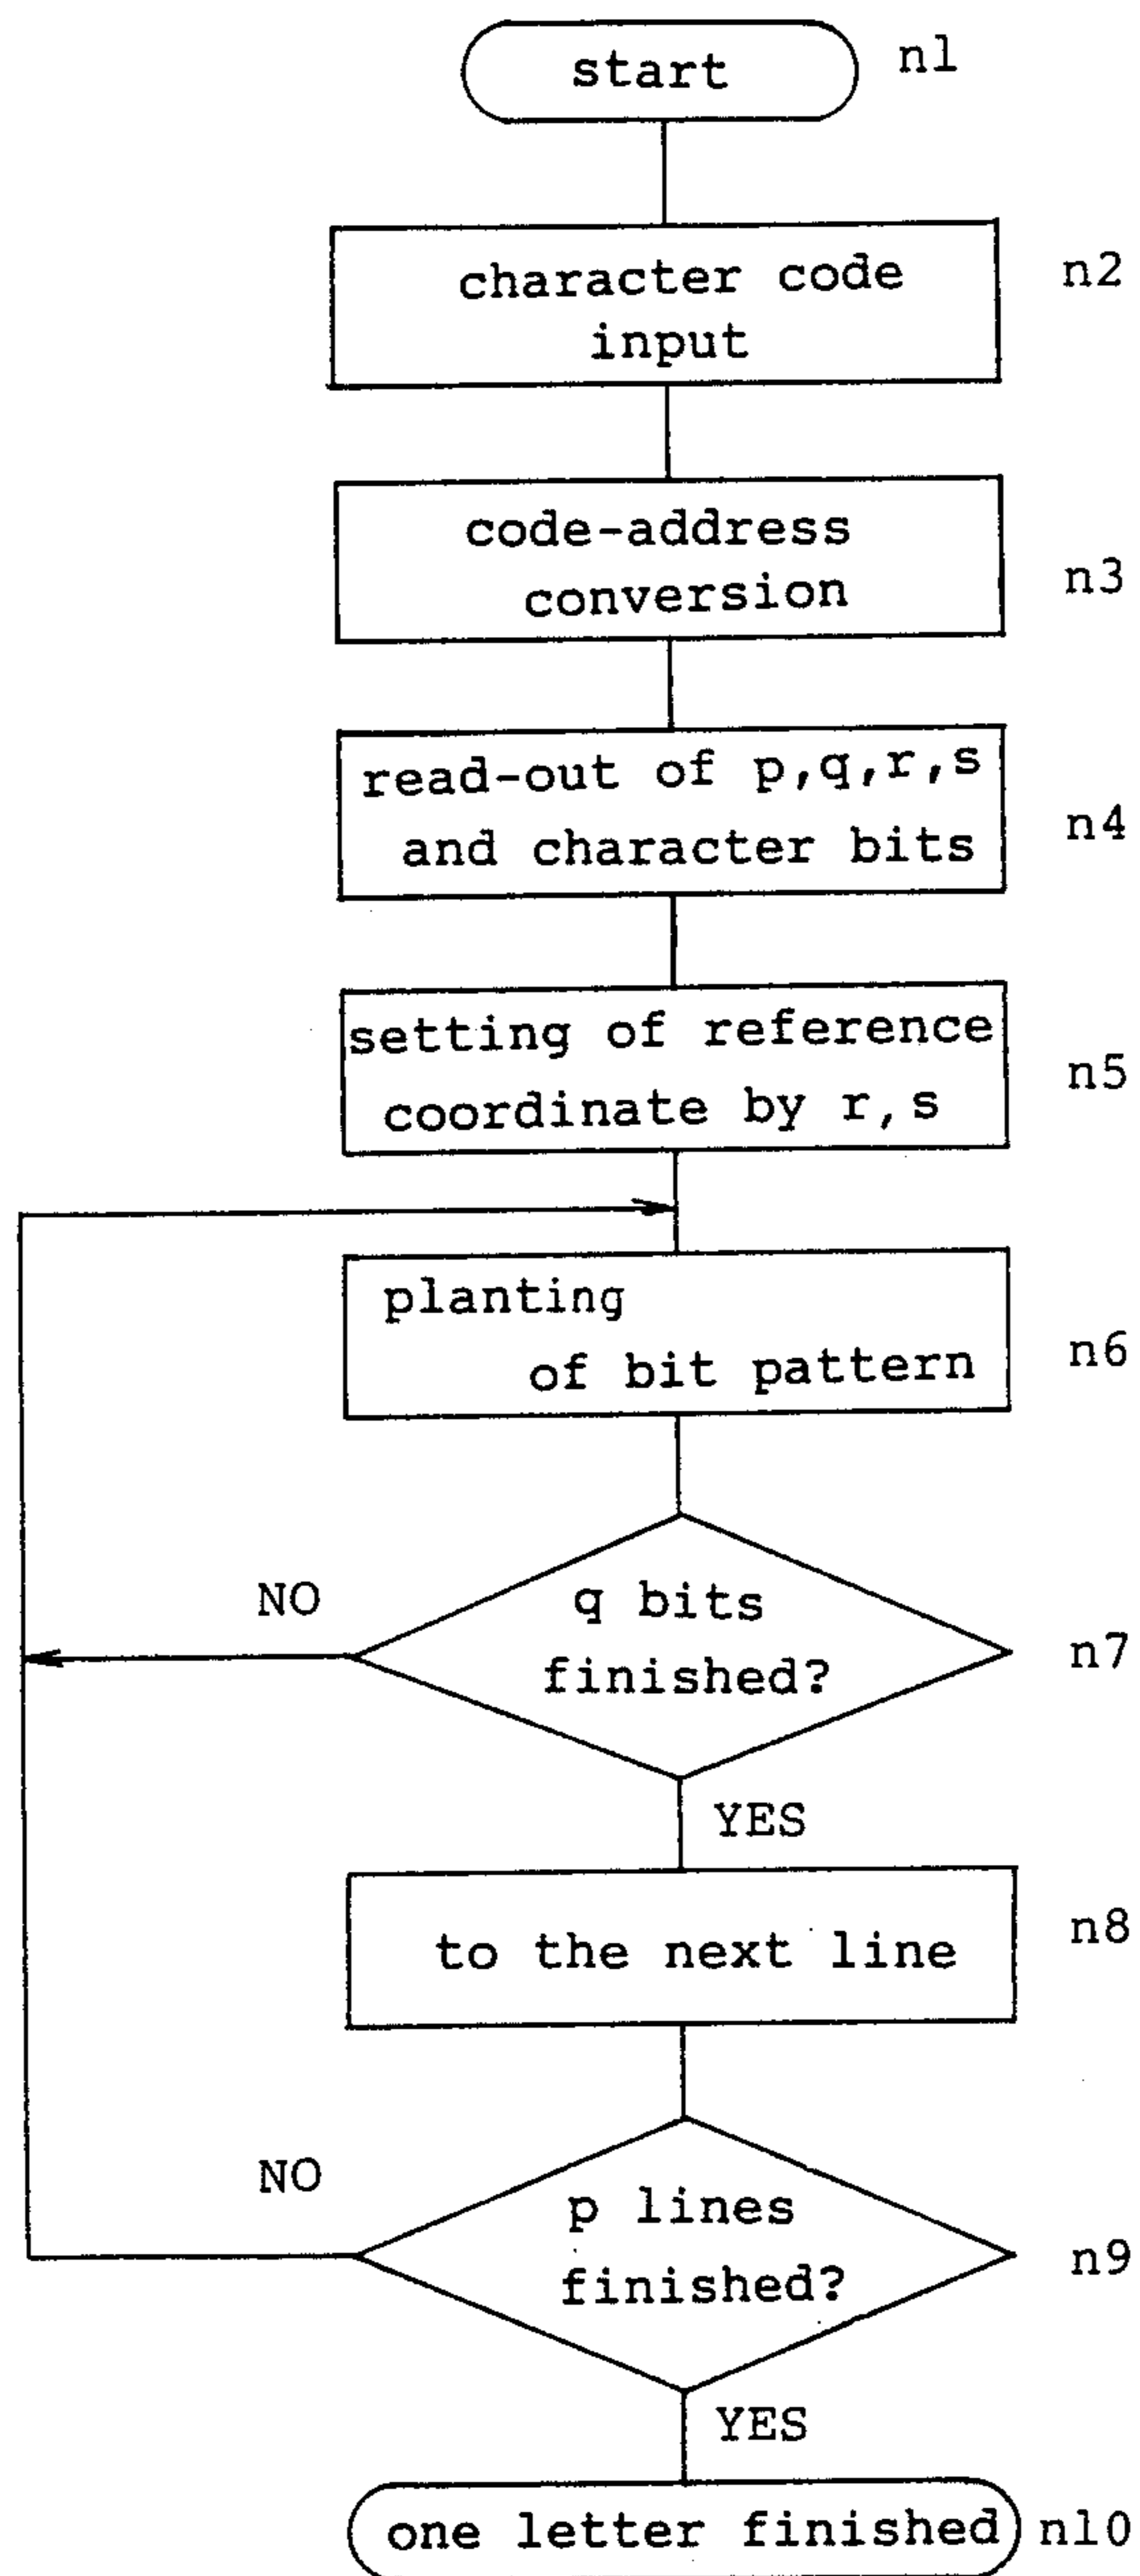 start n1
character code
input n2
code-address
conversion n3
read-out of p,q,r,s
and character bits n4
setting of reference
coordinate by r,s n5
planting
of bit pattern n6
NO q bits
finished? n7
YES
to the next line n8
NO p lines
finished? n9
YES
one letter finished n10